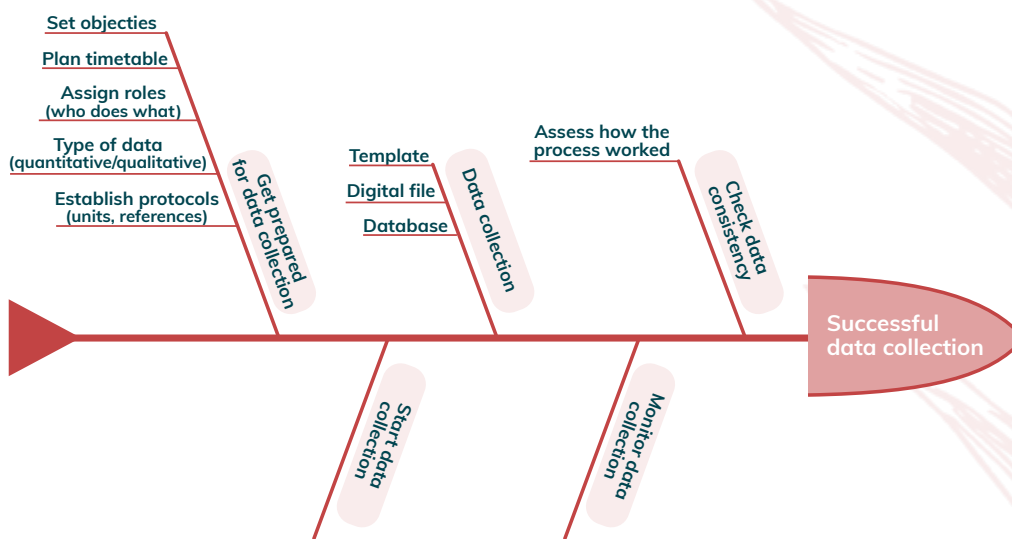 Set objecties
Plan timetable
Assign roles
(who does what)
Type of data
(quantitative/qualitative)
Establish protocols
(units, references)
Get prepared
for data collection
Template
Digital file
Database
Data collection
Assess how the
process worked
Check data
consistency
Successful
data collection
Start data
collection
Monitor data
collection